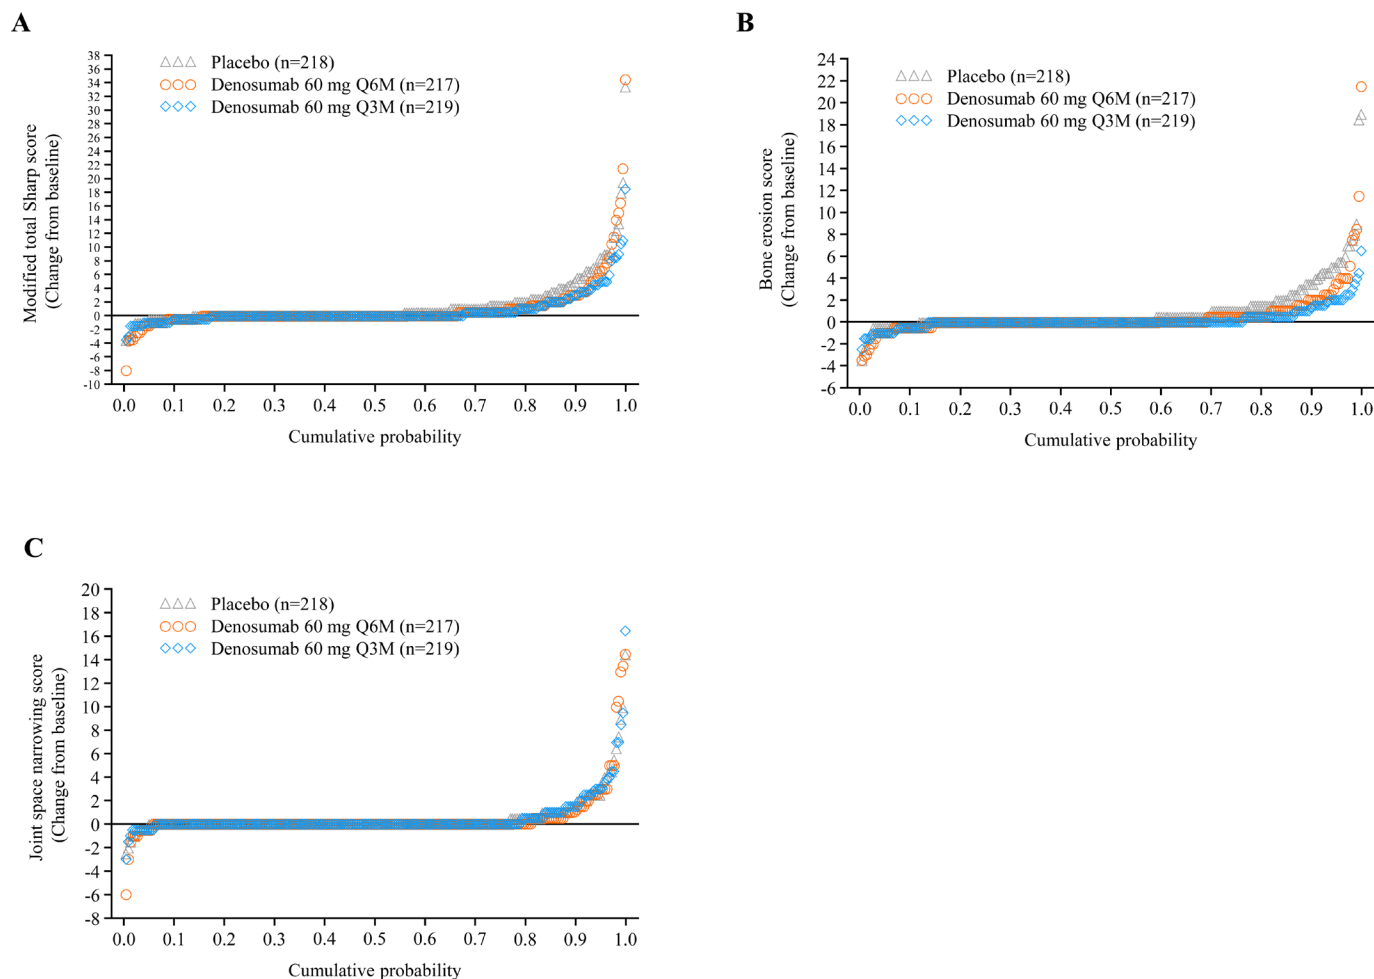 A
Modified total Sharp score
(Change from baseline)
38
36
34
32
30
28
26
24
22
20
18
16
14
12
10
8
6
4
2
0
-2
-4
-6
-8
-10
Placebo (n=218)
Denosumab 60 mg Q6M (n=217)
Denosumab 60 mg Q3M (n=219)
0.0 0.1 0.2 0.3 0.4 0.5 0.6 0.7 0.8 0.9 1.0
Cumulative probability
B
Bone erosion score
(Change from baseline)
24
22
20
18
16
14
12
10
8
6
4
2
0
-2
-4
-6
Placebo (n=218)
Denosumab 60 mg Q6M (n=217)
Denosumab 60 mg Q3M (n=219)
0.0 0.1 0.2 0.3 0.4 0.5 0.6 0.7 0.8 0.9 1.0
Cumulative probability
C
Joint space narrowing score
(Change from baseline)
20
18
16
14
12
10
8
6
4
2
0
-2
-4
-6
-8
Placebo (n=218)
Denosumab 60 mg Q6M (n=217)
Denosumab 60 mg Q3M (n=219)
0.0 0.1 0.2 0.3 0.4 0.5 0.6 0.7 0.8 0.9 1.0
Cumulative probability